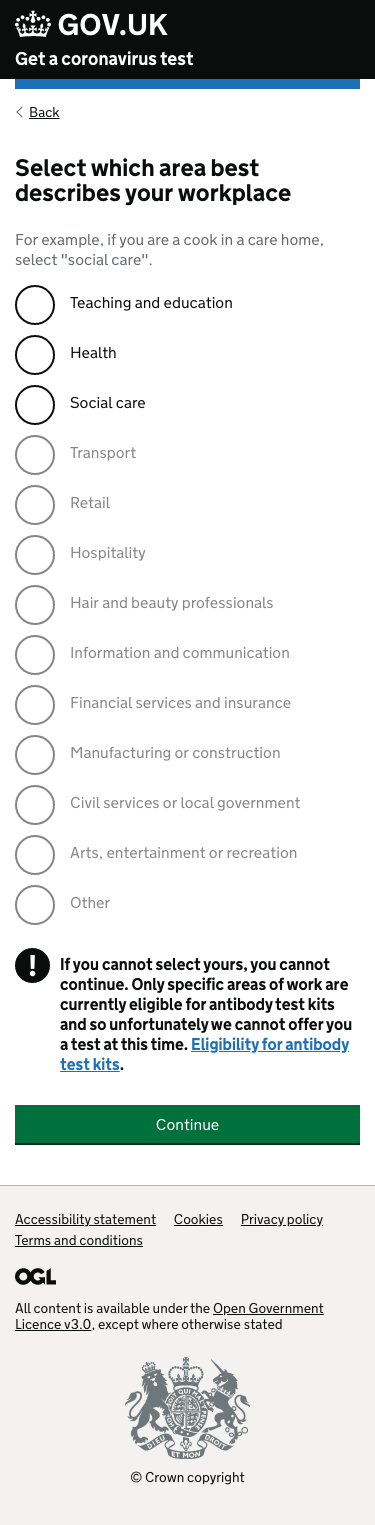 GOV.UK
Get a coronavirus test
Back
Select which area best
describes your workplace
For example, if you are a cook in a care home,
select "social care".
Teaching and education
Health
Social care
Transport
Retail
Hospitality
Hair and beauty professionals
Information and communication
Financial services and insurance
Manufacturing or construction
Civil services or local government
Arts, entertainment or recreation
Other
! If you cannot select yours, you cannot
continue. Only specific areas of work are
currently eligible for antibody test kits
and so unfortunately we cannot offer you
a test at this time. Eligibility for antibody
test kits.
Continue
Accessibility statement Cookies Privacy policy
Terms and conditions
OGL
All content is available under the Open Government
Licence v3.0, except where otherwise stated
DIEU ET MON DROIT
© Crown copyright